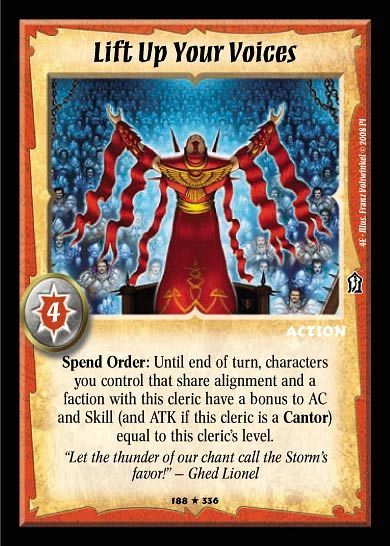 Lift Up Your Voices
4E • Illus. Franz Vohwinkel © 2008 PI
4
ACTION
Spend Order: Until end of turn, characters
you control that share alignment and a
faction with this cleric have a bonus to AC
and Skill (and ATK if this cleric is a Cantor)
equal to this cleric's level.
“Let the thunder of our chant call the Storm's
favor!” – Ghed Lionel
188 ★ 336